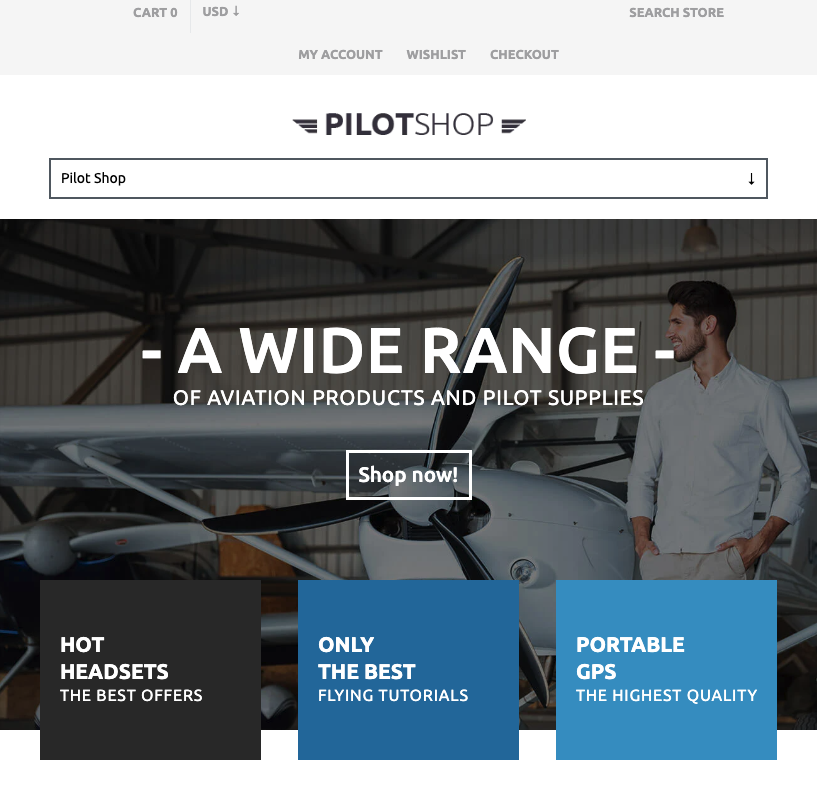 CART 0
USD ↓
SEARCH STORE
MY ACCOUNT
WISHLIST
CHECKOUT
PILOTSHOP
Pilot Shop ↓
- A WIDE RANGE -
OF AVIATION PRODUCTS AND PILOT SUPPLIES
Shop now!
HOT
HEADSETS
THE BEST OFFERS
ONLY
THE BEST
FLYING TUTORIALS
PORTABLE
GPS
THE HIGHEST QUALITY